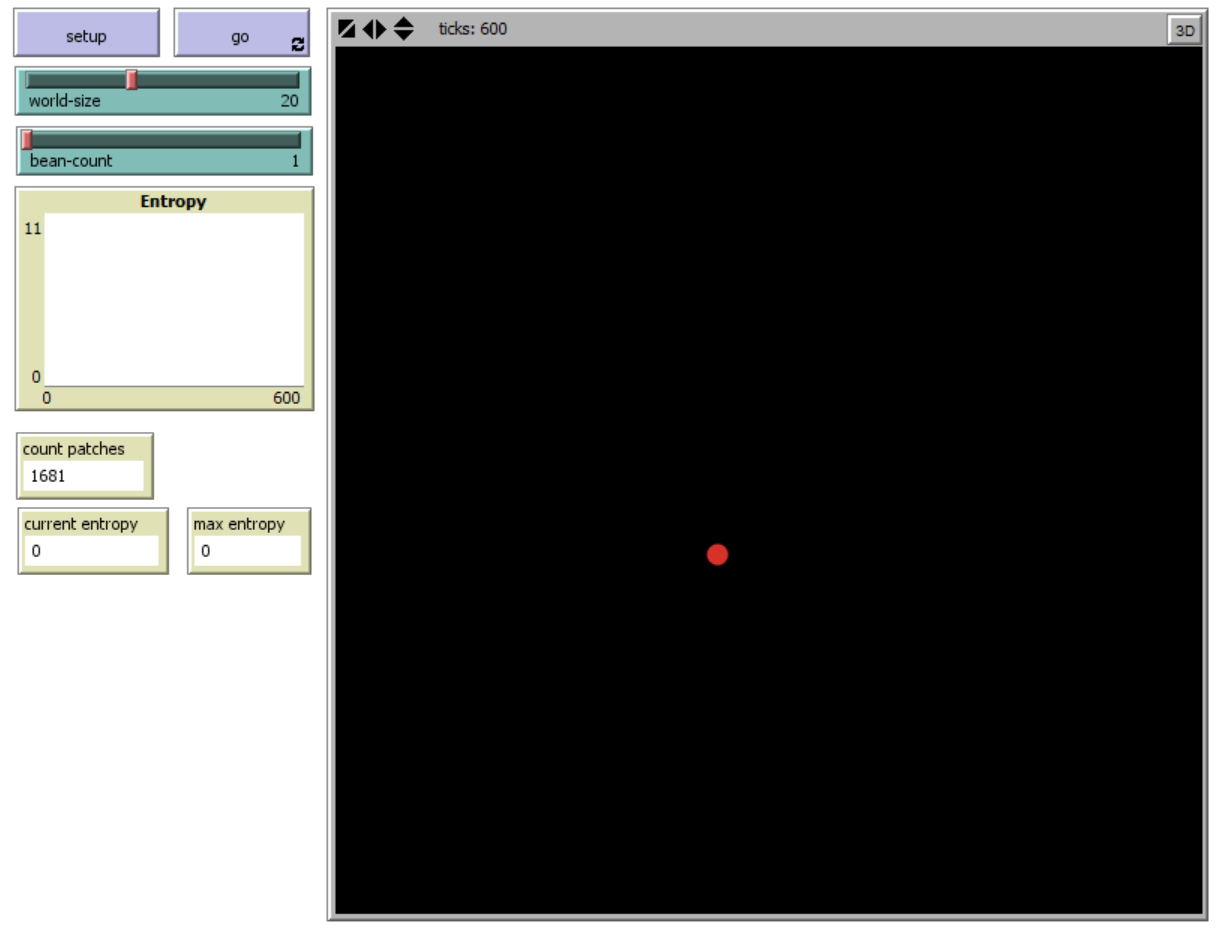 setup
go
ticks: 600
3D
world-size 20
bean-count 1
Entropy
11
0
0 600
count patches
1681
current entropy
0
max entropy
0